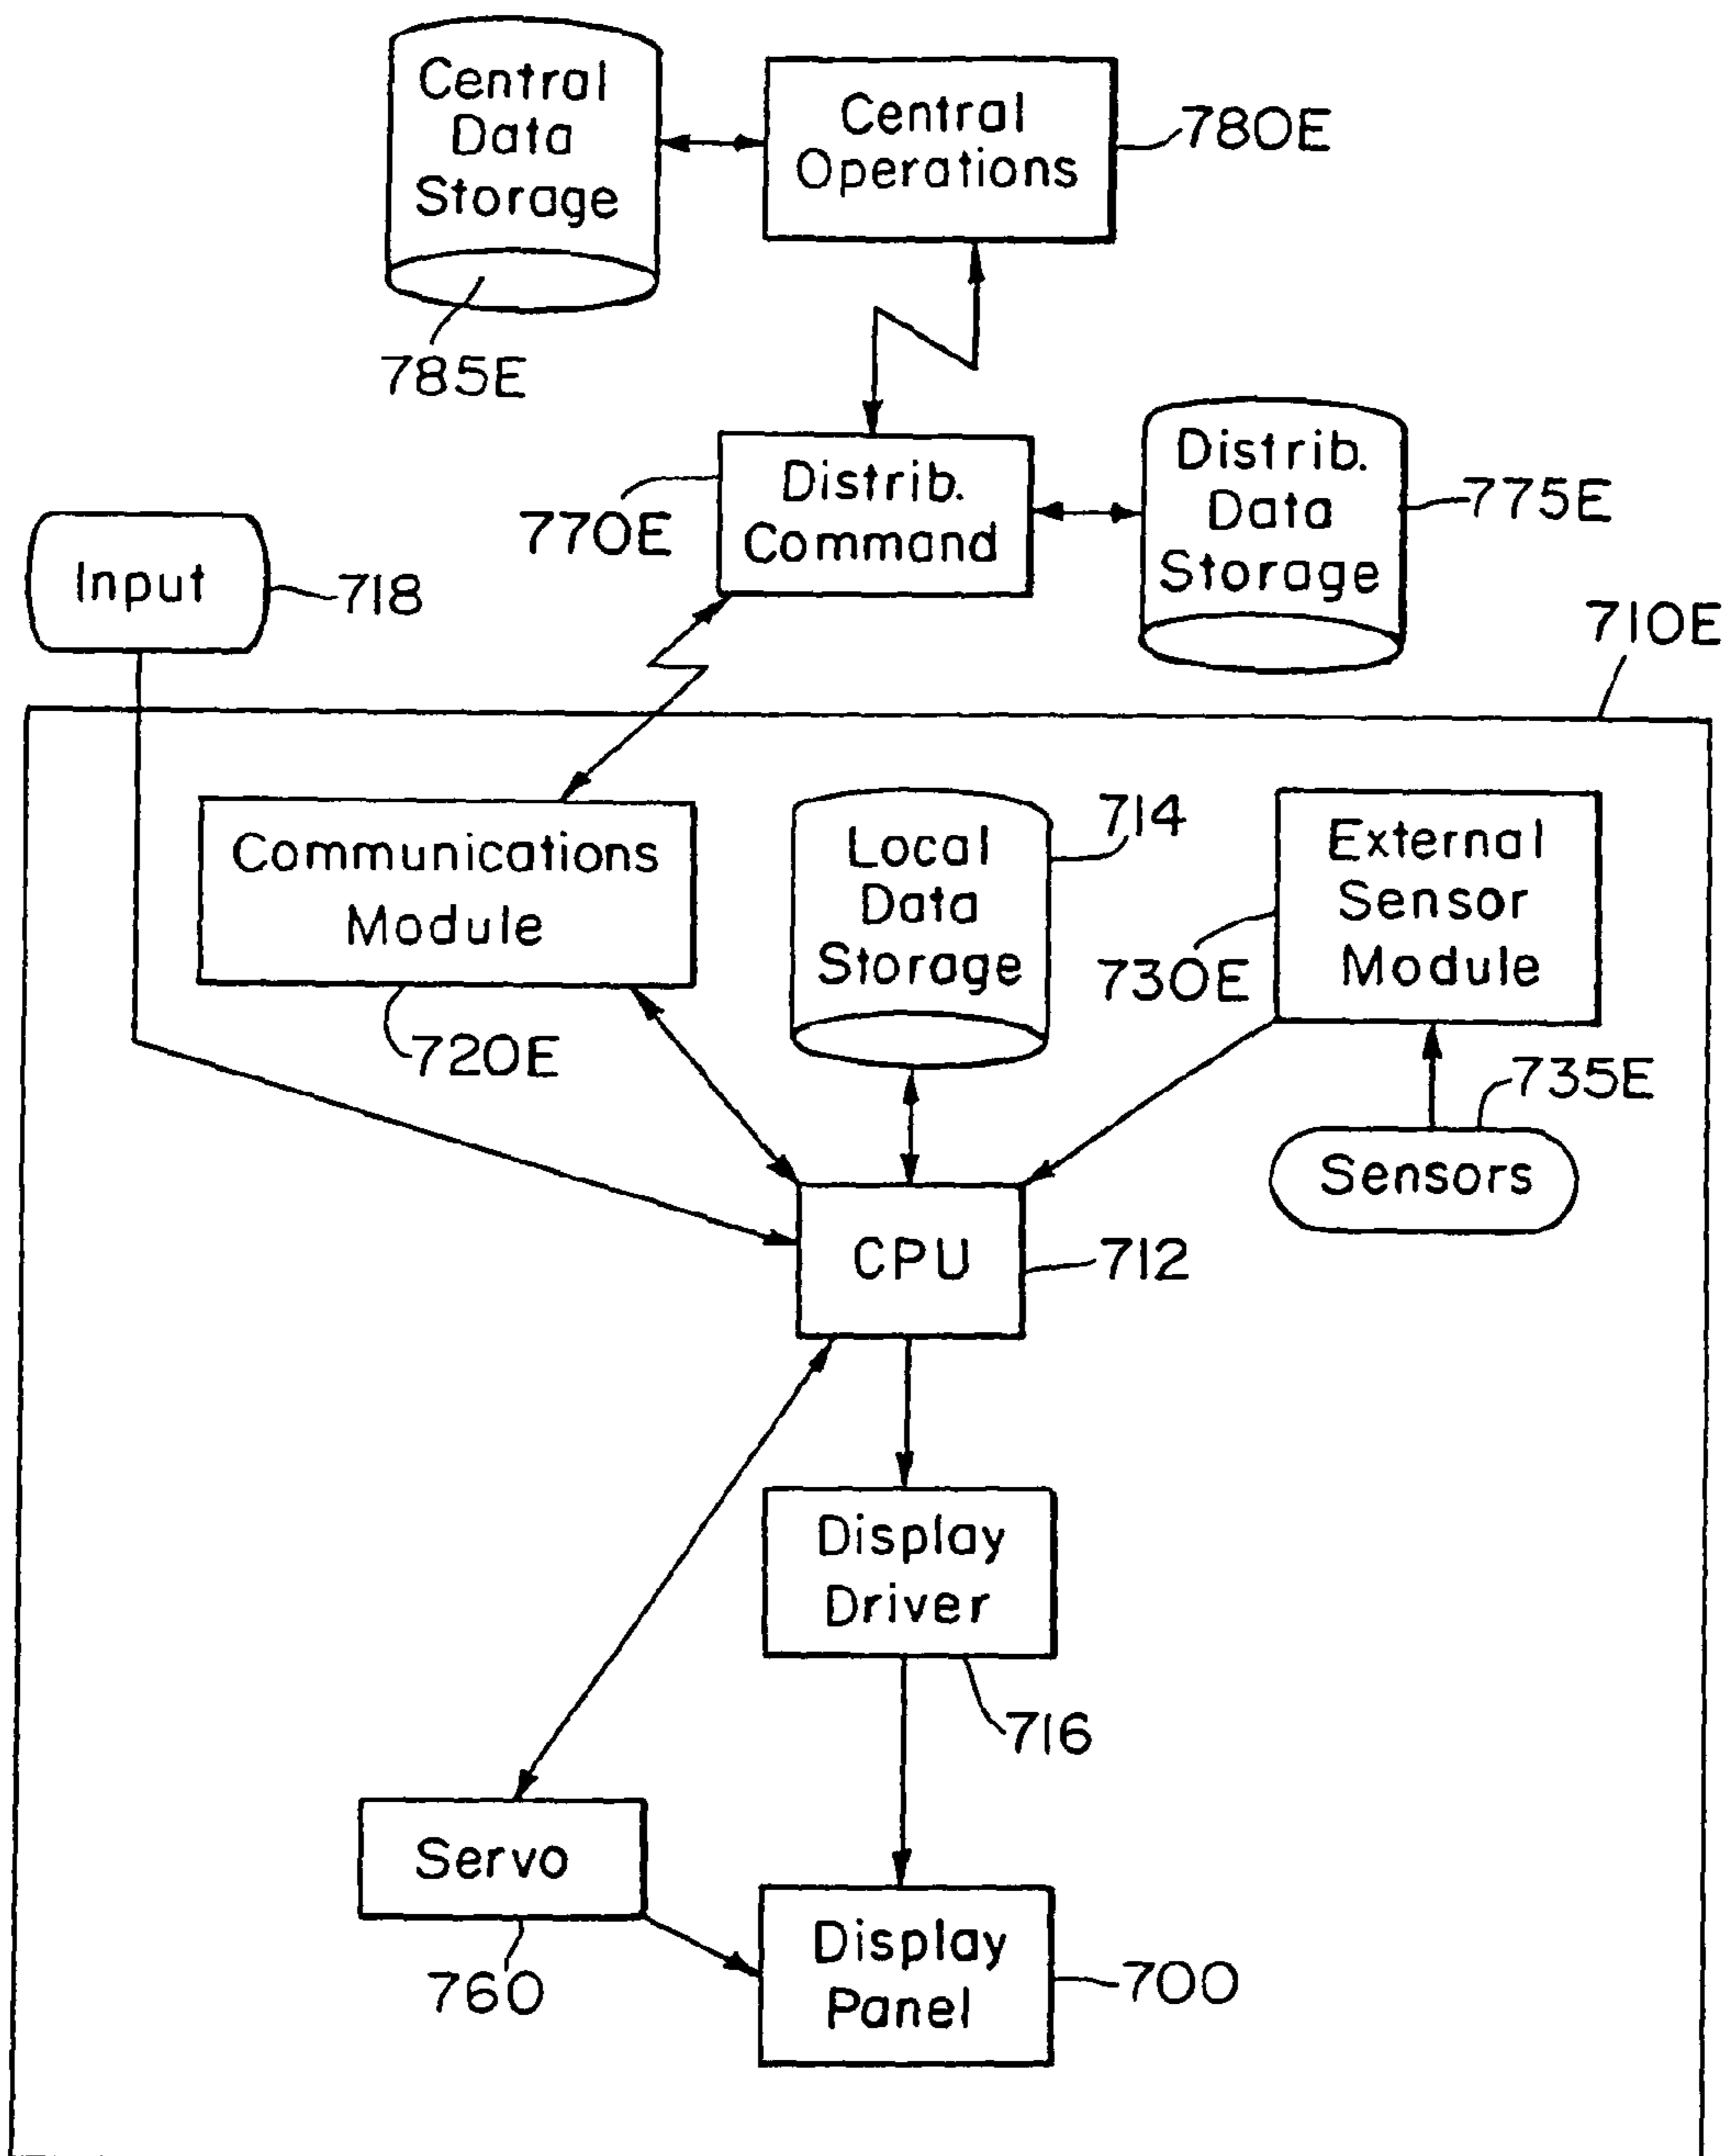 Central
Data
Storage
785E
Central
Operations
780E
Distrib.
Command
770E
Distrib.
Data
Storage
775E
Input
718
710E
Communications
Module
720E
Local
Data
Storage
714
External
Sensor
Module
730E
735E
Sensors
CPU
712
Display
Driver
716
Servo
760
Display
Panel
700